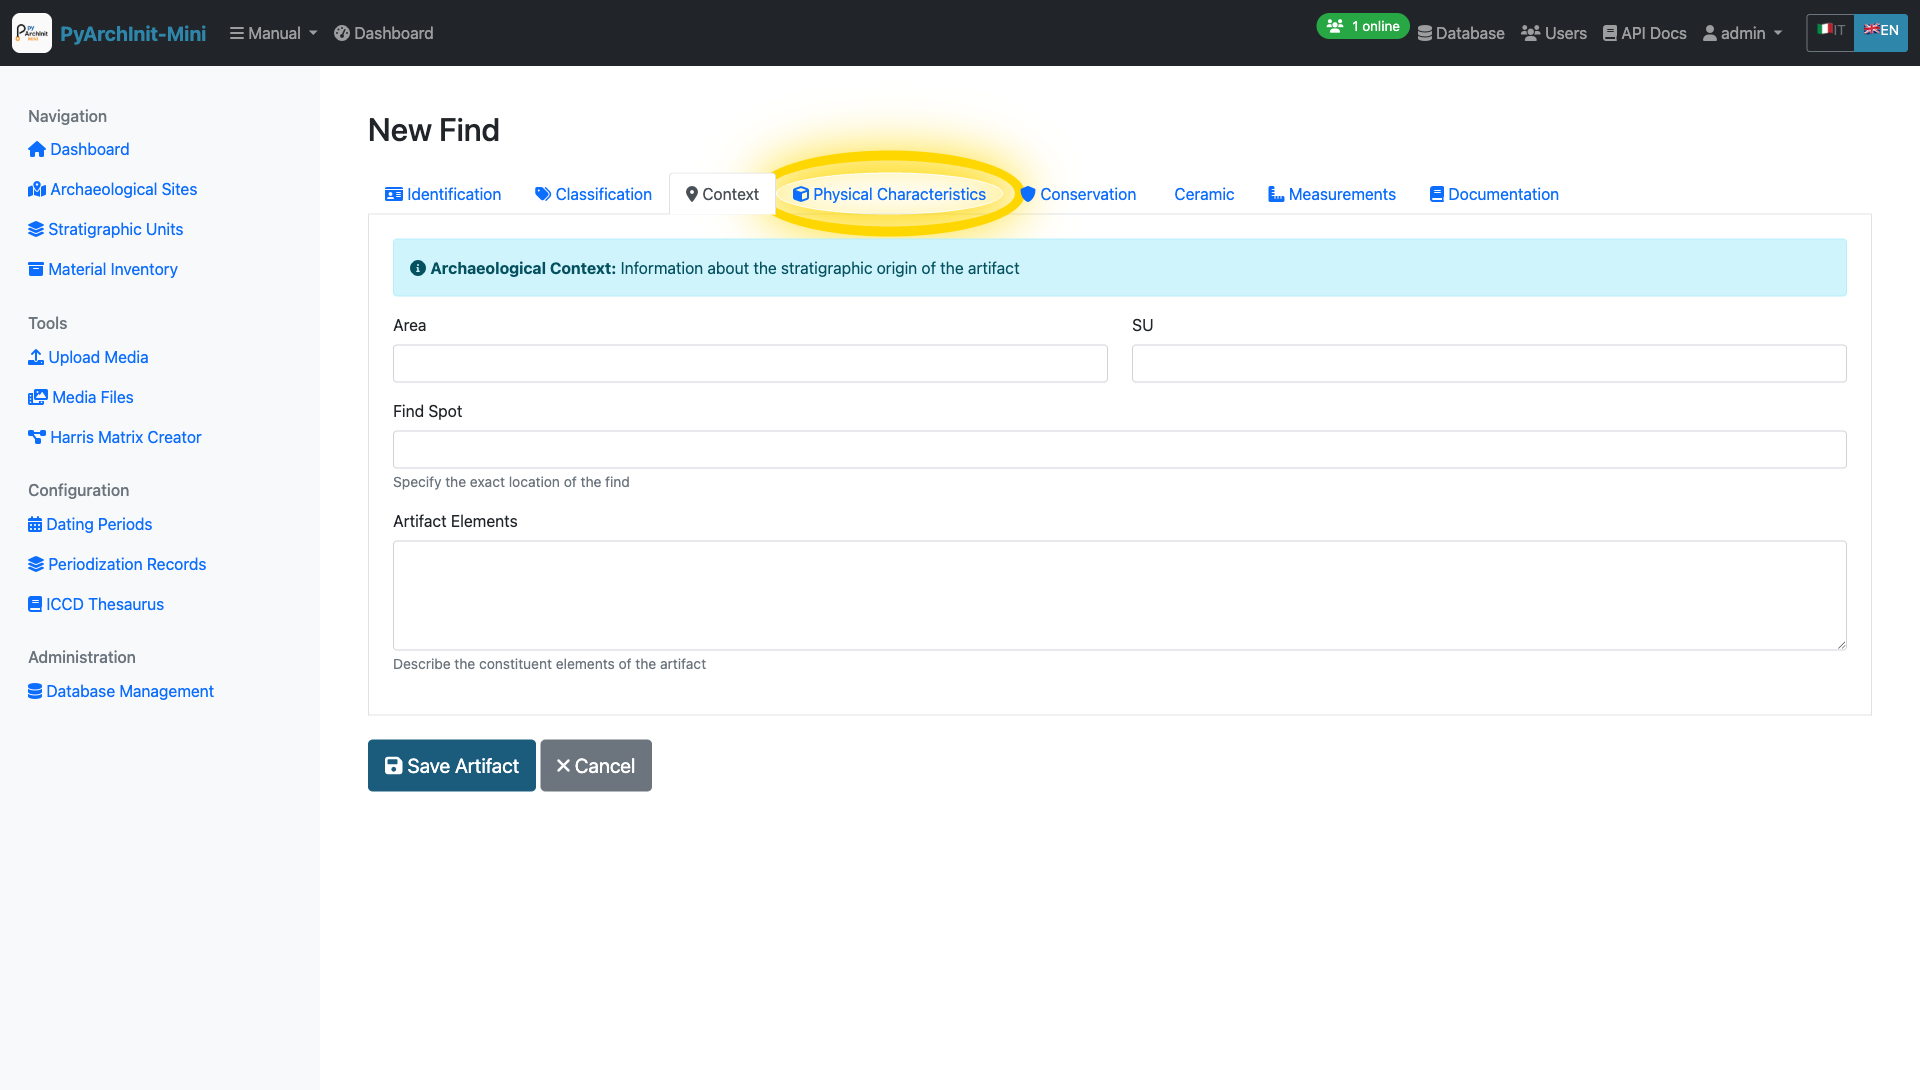 PyArchInit-Mini
Manual
Dashboard
1 online
Database
Users
API Docs
admin
IT
EN
Navigation
Dashboard
Archaeological Sites
Stratigraphic Units
Material Inventory
Tools
Upload Media
Media Files
Harris Matrix Creator
Configuration
Dating Periods
Periodization Records
ICCD Thesaurus
Administration
Database Management
New Find
Identification
Classification
Context
Physical Characteristics
Conservation
Ceramic
Measurements
Documentation
Archaeological Context: Information about the stratigraphic origin of the artifact
Area
SU
Find Spot
Specify the exact location of the find
Artifact Elements
Describe the constituent elements of the artifact
Save Artifact
Cancel